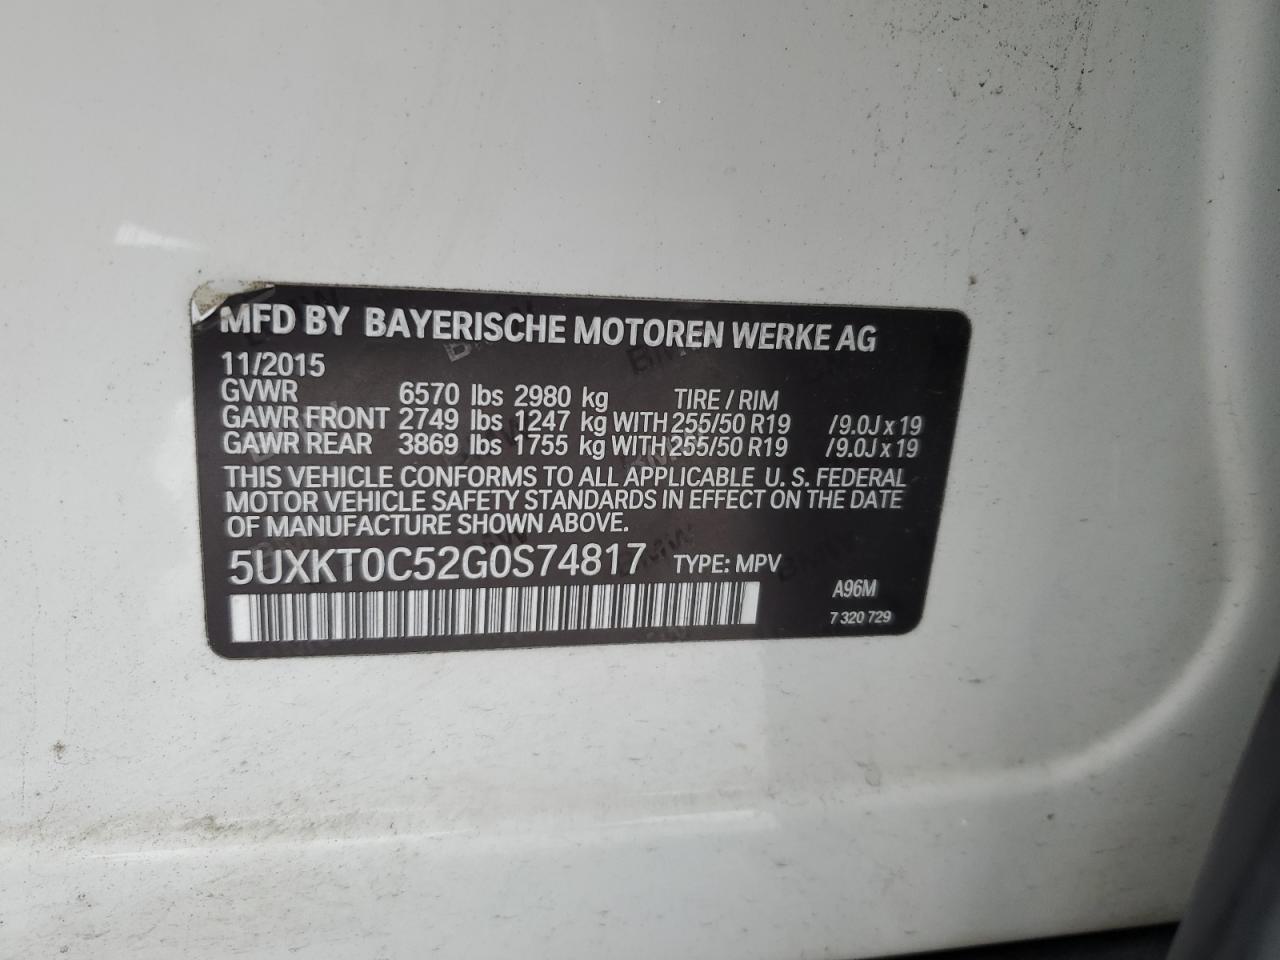 MFD BY BAYERISCHE MOTOREN WERKE AG
11/2015
GVWR 6570 lbs 2980 kg TIRE / RIM
GAWR FRONT 2749 lbs 1247 kg WITH 255/50 R19 /9.0J x 19
GAWR REAR 3869 lbs 1755 kg WITH 255/50 R19 /9.0J x 19
THIS VEHICLE CONFORMS TO ALL APPLICABLE U. S. FEDERAL
MOTOR VEHICLE SAFETY STANDARDS IN EFFECT ON THE DATE
OF MANUFACTURE SHOWN ABOVE.
5UXKT0C52G0S74817 TYPE: MPV
A96M
7 320 729